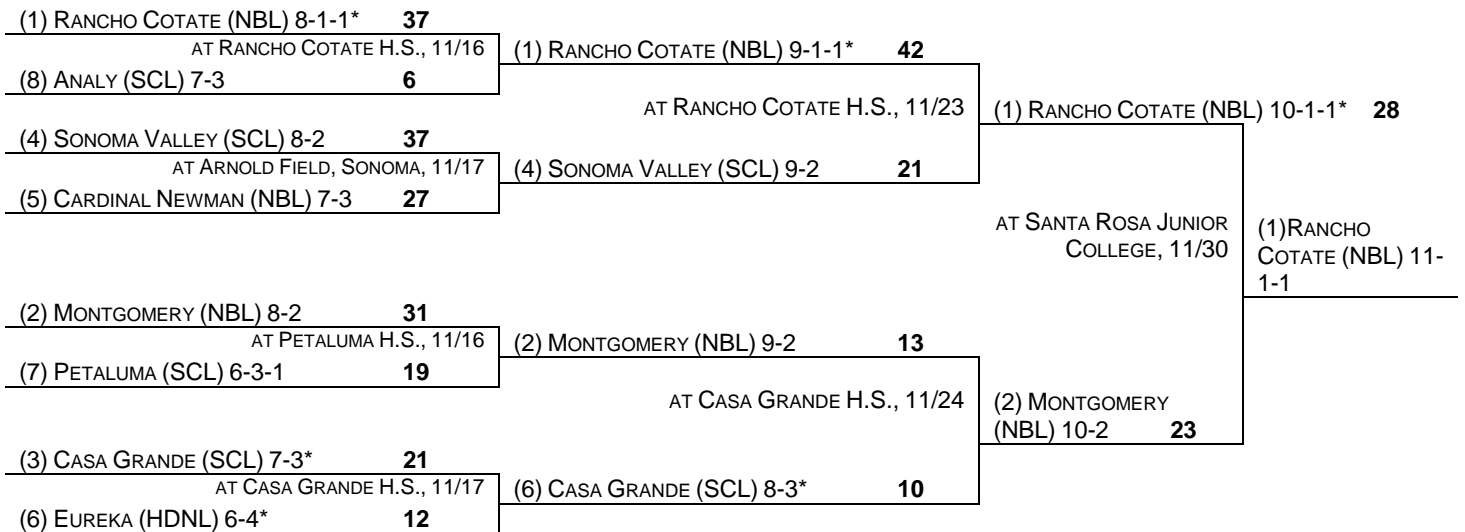 (1) RANCHO COTATE (NBL) 8-1-1* 37
AT RANCHO COTATE H.S., 11/16
(8) ANALY (SCL) 7-3 6
(1) RANCHO COTATE (NBL) 9-1-1* 42
AT RANCHO COTATE H.S., 11/23
(4) SONOMA VALLEY (SCL) 8-2 37
AT ARNOLD FIELD, SONOMA, 11/17
(5) CARDINAL NEWMAN (NBL) 7-3 27
(4) SONOMA VALLEY (SCL) 9-2 21
(1) RANCHO COTATE (NBL) 10-1-1* 28
AT SANTA ROSA JUNIOR
COLLEGE, 11/30
(1)RANCHO
COTATE (NBL) 11-
1-1
(2) MONTGOMERY (NBL) 8-2 31
AT PETALUMA H.S., 11/16
(7) PETALUMA (SCL) 6-3-1 19
(2) MONTGOMERY (NBL) 9-2 13
AT CASA GRANDE H.S., 11/24
(2) MONTGOMERY
(NBL) 10-2 23
(3) CASA GRANDE (SCL) 7-3* 21
AT CASA GRANDE H.S., 11/17
(6) EUREKA (HDNL) 6-4* 12
(6) CASA GRANDE (SCL) 8-3* 10